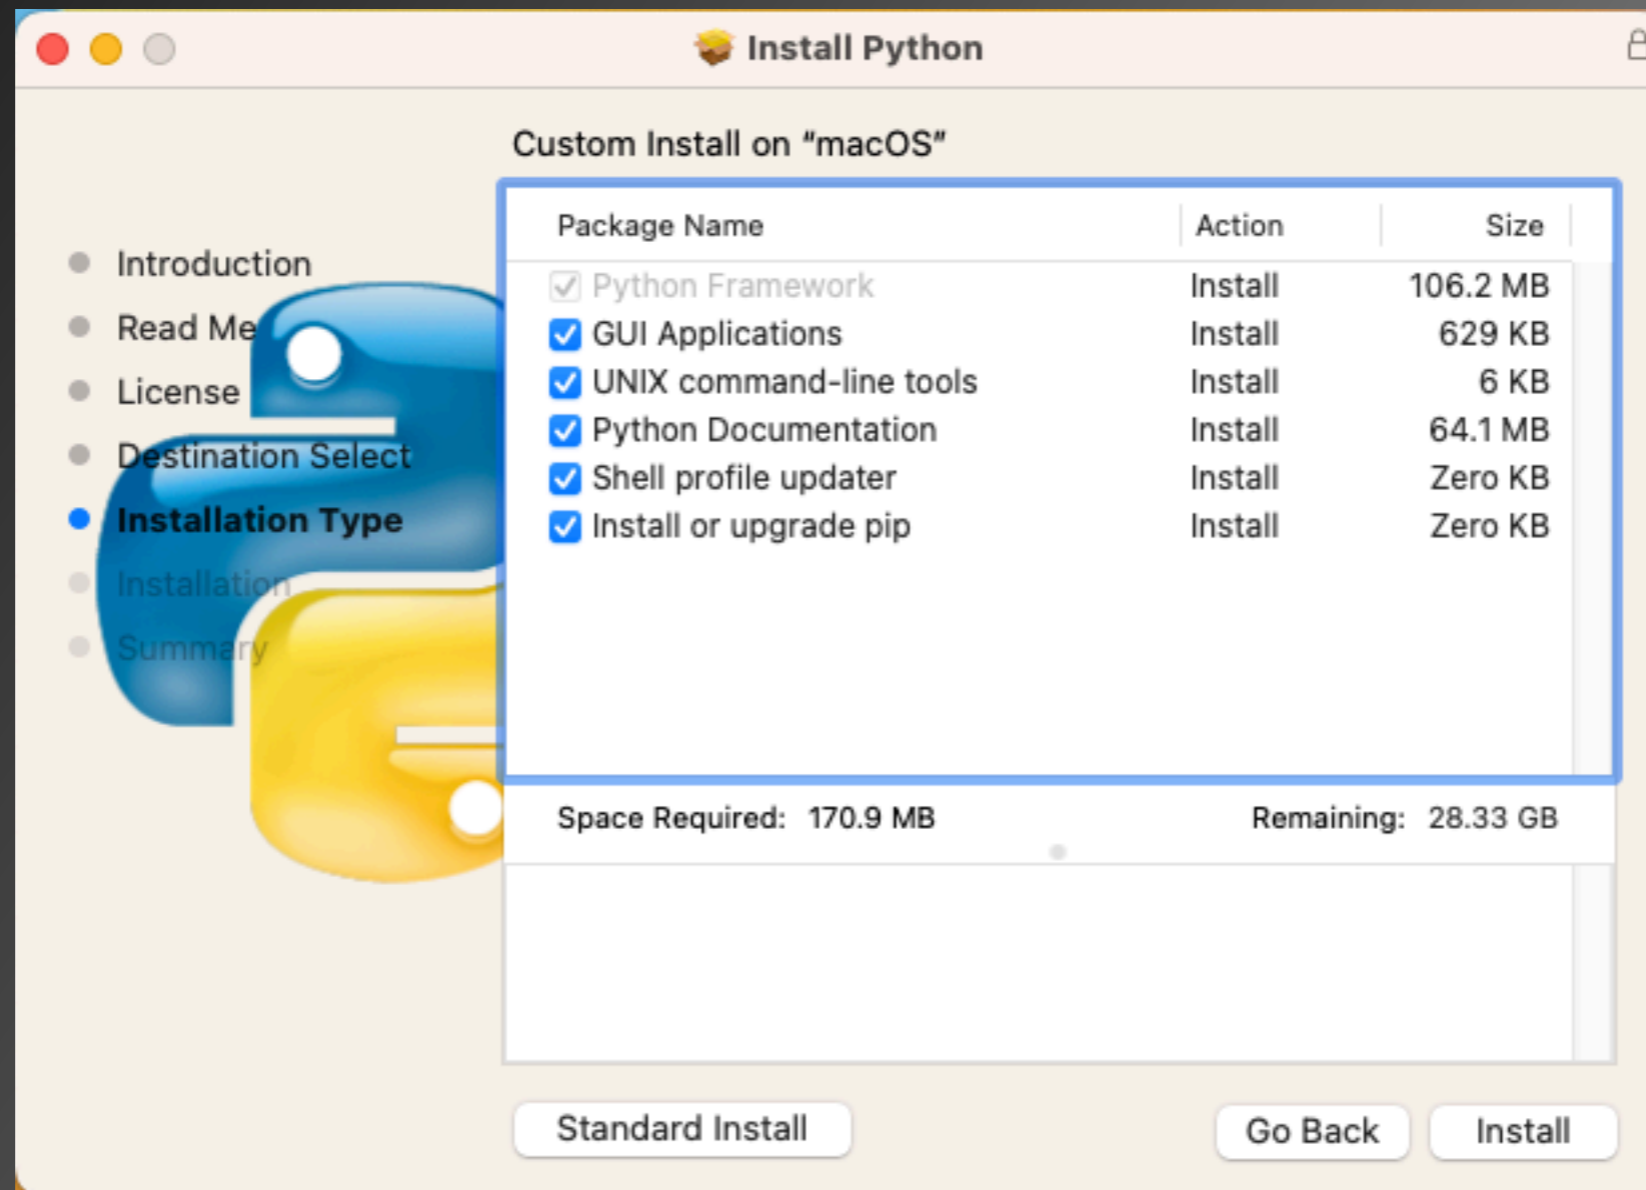 Install Python
Custom Install on “macOS”
Introduction
Read Me
License
Destination Select
Installation Type
Installation
Summary
Package Name Action Size
Python Framework Install 106.2 MB
GUI Applications Install 629 KB
UNIX command-line tools Install 6 KB
Python Documentation Install 64.1 MB
Shell profile updater Install Zero KB
Install or upgrade pip Install Zero KB
Space Required: 170.9 MB Remaining: 28.33 GB
Standard Install Go Back Install